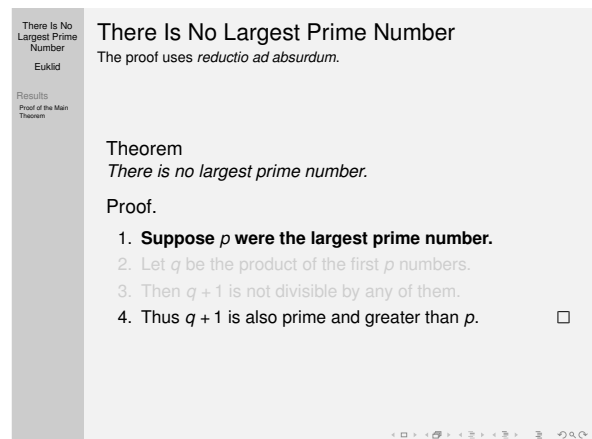 There Is No
Largest Prime
Number
Euklid
Results
Proof of the Main
Theorem
There Is No Largest Prime Number
The proof uses reductio ad absurdum.
Theorem
There is no largest prime number.
Proof.
1. Suppose p were the largest prime number.
2. Let q be the product of the first p numbers.
3. Then q + 1 is not divisible by any of them.
4. Thus q + 1 is also prime and greater than p. □